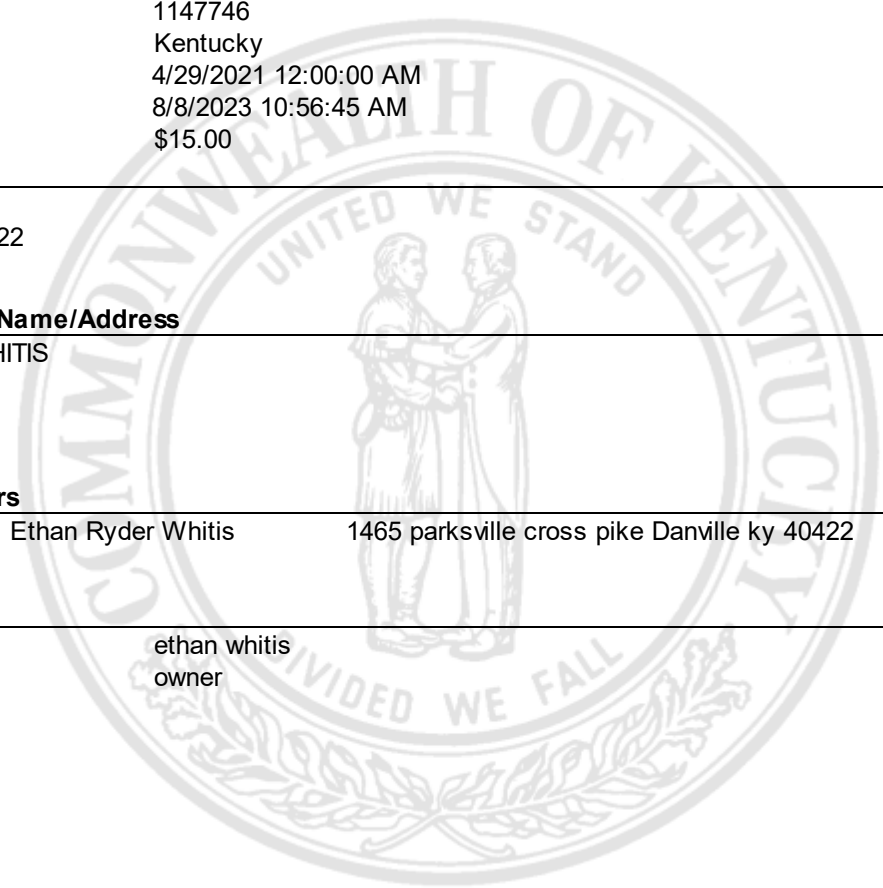 1147746
Kentucky
4/29/2021 12:00:00 AM
8/8/2023 10:56:45 AM
$15.00
22
Name/Address
HITIS
rs
Ethan Ryder Whitis 1465 parksville cross pike Danville ky 40422
ethan whitis
owner
COMMONWEALTH OF KENTUCKY
UNITED WE STAND
DIVIDED WE FALL